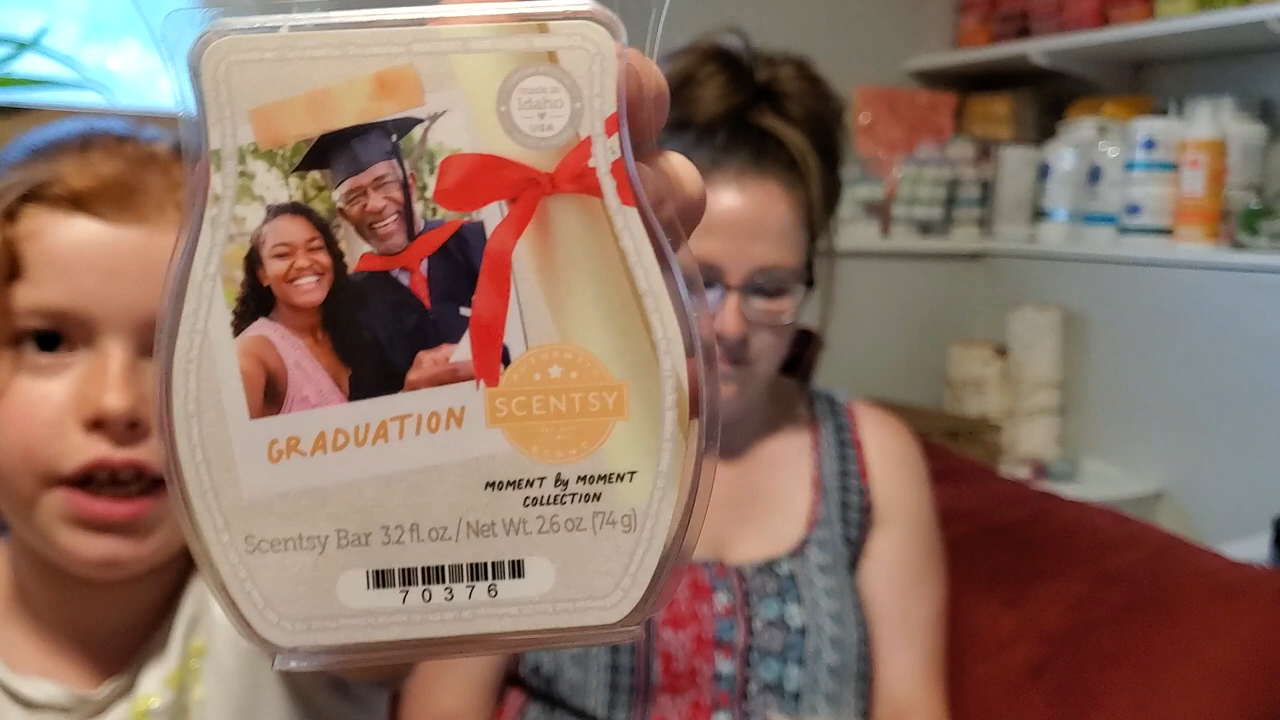 made in
Idaho
USA
SCENTSY
GRADUATION
MOMENT by MOMENT
COLLECTION
Scentsy Bar 3.2 fl. oz. / Net Wt. 2.6 oz. (74 g)
70376